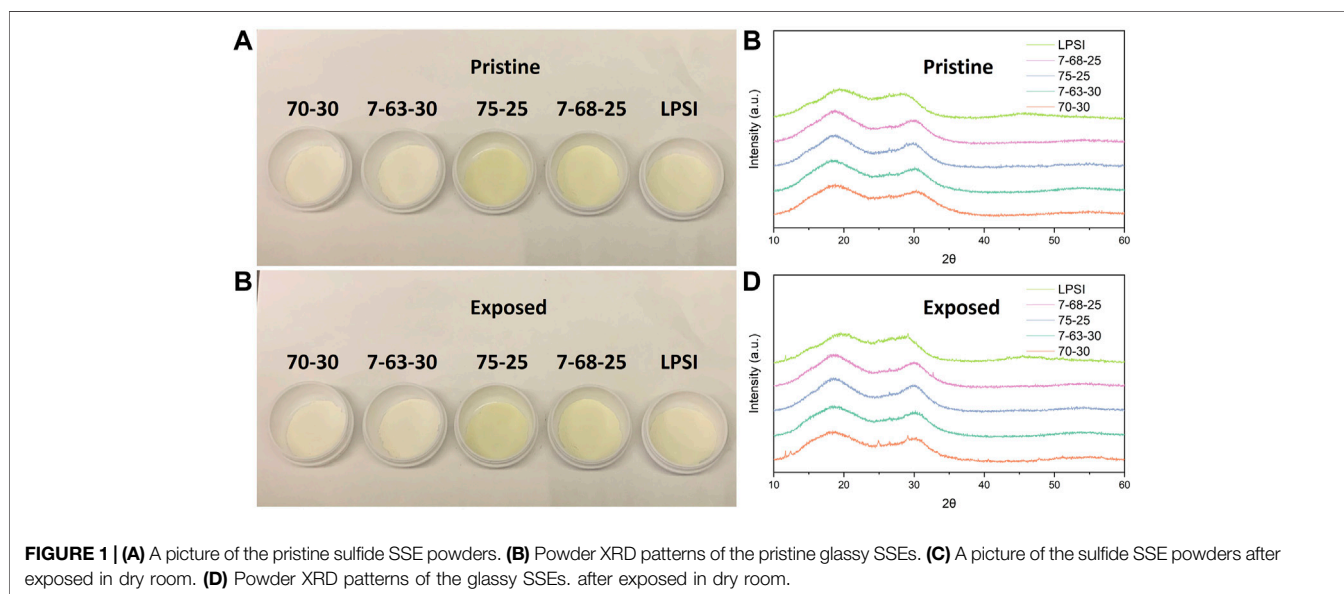 A
Pristine
70-30 7-63-30 75-25 7-68-25 LPSI
B
Pristine
LPSI
7-68-25
75-25
7-63-30
70-30
Intensity (a.u.)
10 20 30 40 50 60
2θ
B
Exposed
70-30 7-63-30 75-25 7-68-25 LPSI
D
Exposed
LPSI
7-68-25
75-25
7-63-30
70-30
Intensity (a.u.)
10 20 30 40 50 60
2θ
FIGURE 1 | (A) A picture of the pristine sulfide SSE powders. (B) Powder XRD patterns of the pristine glassy SSEs. (C) A picture of the sulfide SSE powders after
exposed in dry room. (D) Powder XRD patterns of the glassy SSEs. after exposed in dry room.